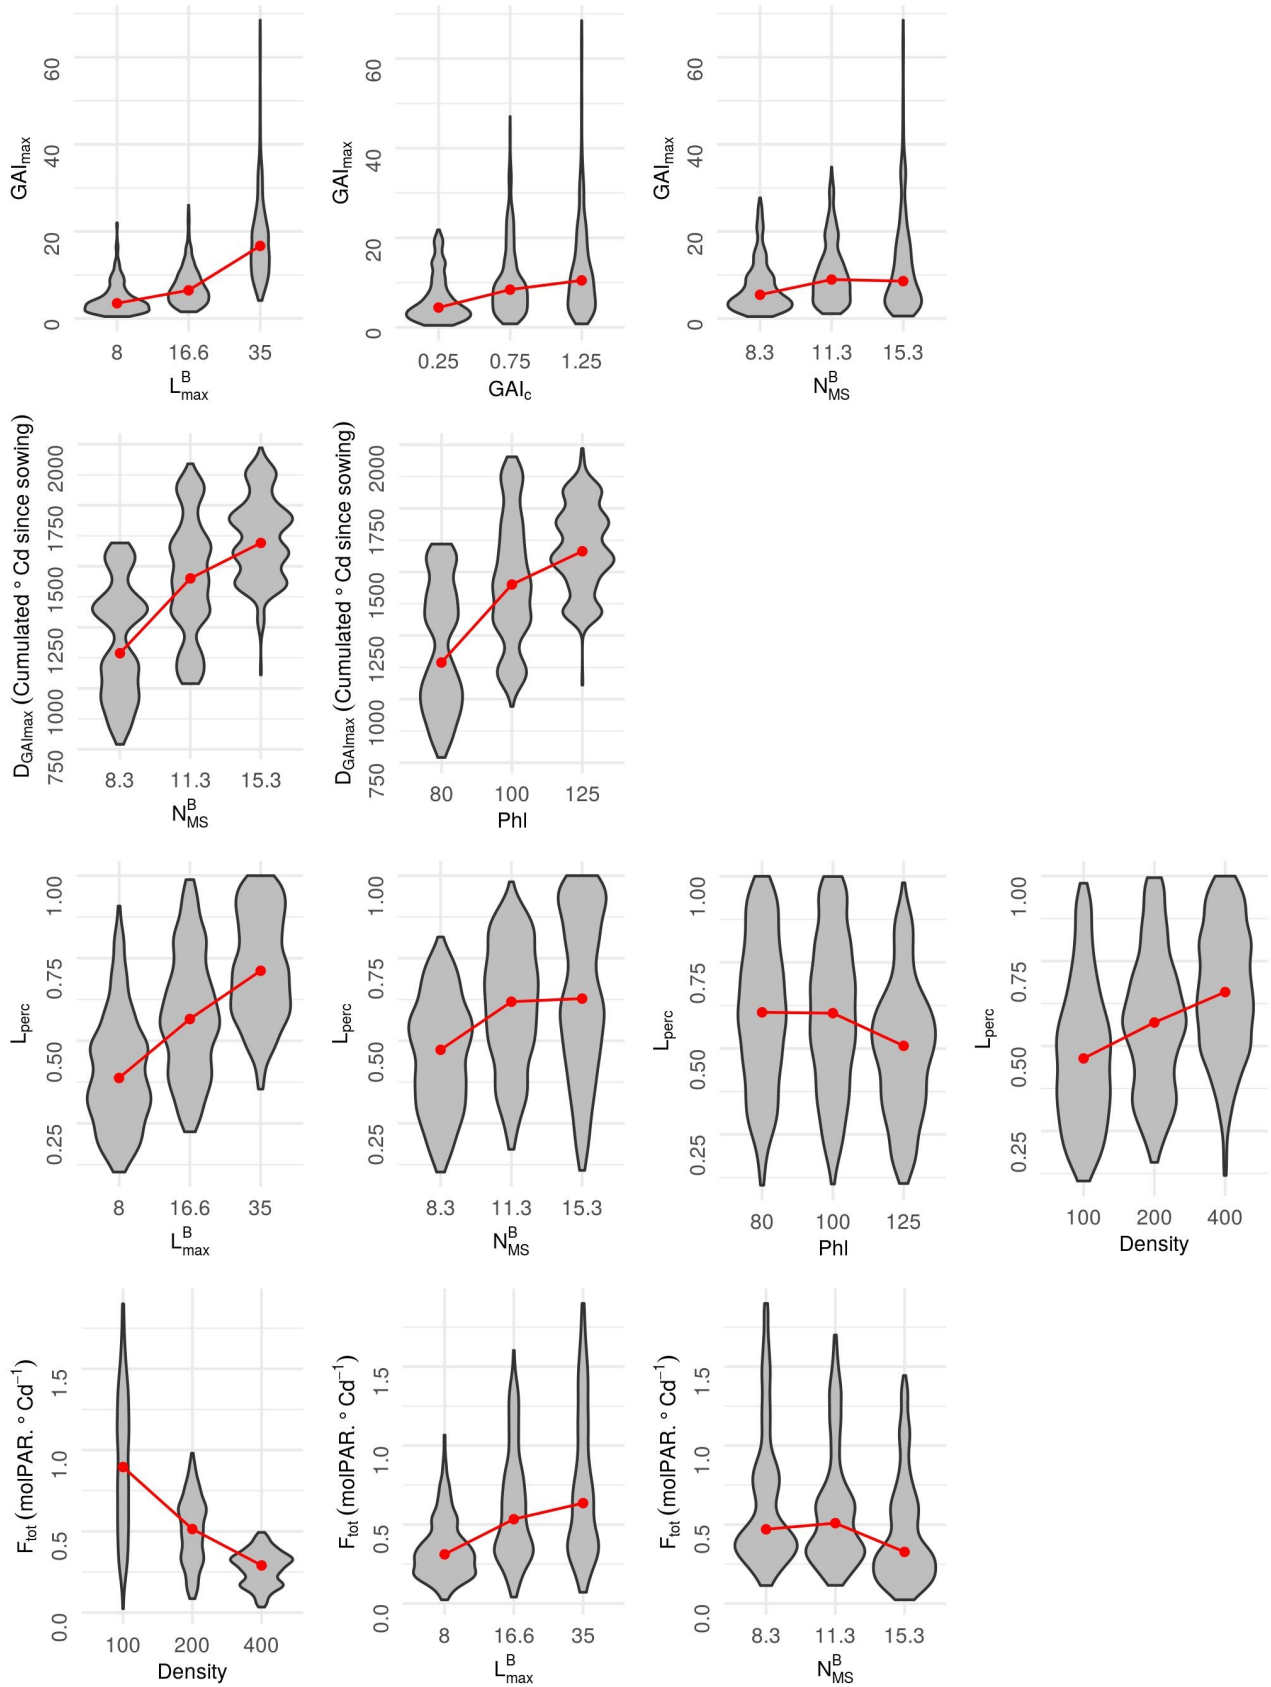 GAImax
0 20 40 60
8 16.6 35
L^B_max
GAImax
0 20 40 60
0.25 0.75 1.25
GAIc
GAImax
0 20 40 60
8.3 11.3 15.3
N^B_MS
DGAImax (Cumulated ° Cd since sowing)
750 1000 1250 1500 1750 2000
8.3 11.3 15.3
N^B_MS
DGAImax (Cumulated ° Cd since sowing)
750 1000 1250 1500 1750 2000
80 100 125
Phl
Lperc
0.25 0.50 0.75 1.00
8 16.6 35
L^B_max
Lperc
0.25 0.50 0.75 1.00
8.3 11.3 15.3
N^B_MS
Lperc
0.25 0.50 0.75 1.00
80 100 125
Phl
Lperc
0.25 0.50 0.75 1.00
100 200 400
Density
Ftot (molPAR. ° Cd−1)
0.0 0.5 1.0 1.5
100 200 400
Density
Ftot (molPAR. ° Cd−1)
0.0 0.5 1.0 1.5
8 16.6 35
L^B_max
Ftot (molPAR. ° Cd−1)
0.0 0.5 1.0 1.5
8.3 11.3 15.3
N^B_MS